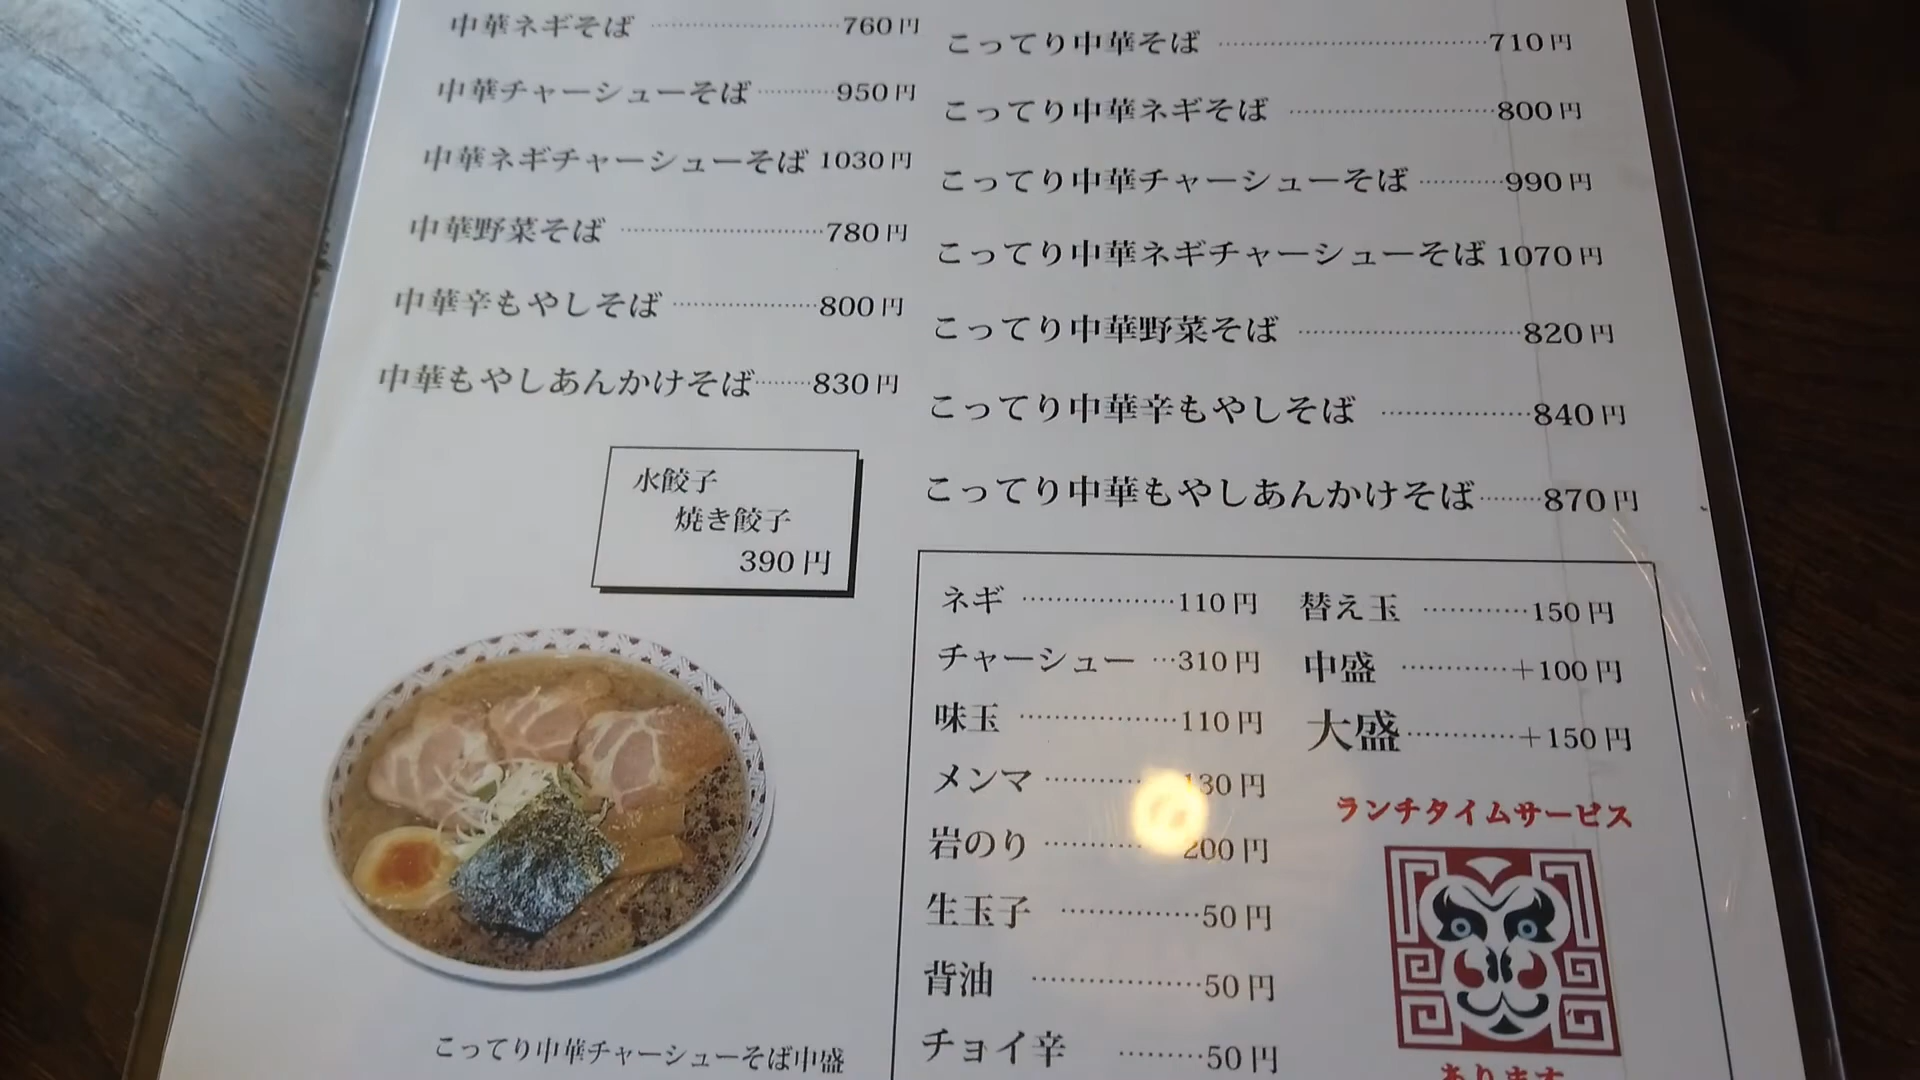 中華ネギそば …… 760円
中華チャーシューそば …… 950円
中華ネギチャーシューそば 1030円
中華野菜そば …… 780円
中華辛もやしそば …… 800円
中華もやしあんかけそば …… 830円
水餃子
焼き餃子
390円
こってり中華チャーシューそば中盛
こってり中華そば …… 710円
こってり中華ネギそば …… 800円
こってり中華チャーシューそば …… 990円
こってり中華ネギチャーシューそば 1070円
こってり中華野菜そば …… 820円
こってり中華辛もやしそば …… 840円
こってり中華もやしあんかけそば …… 870円
ネギ …… 110円
チャーシュー … 310円
味玉 …… 110円
メンマ …… 130円
岩のり …… 200円
生玉子 …… 50円
背油 …… 50円
チョイ辛 …… 50円
替え玉 …… 150円
中盛 …… +100円
大盛 …… +150円
ランチタイムサービス
あります